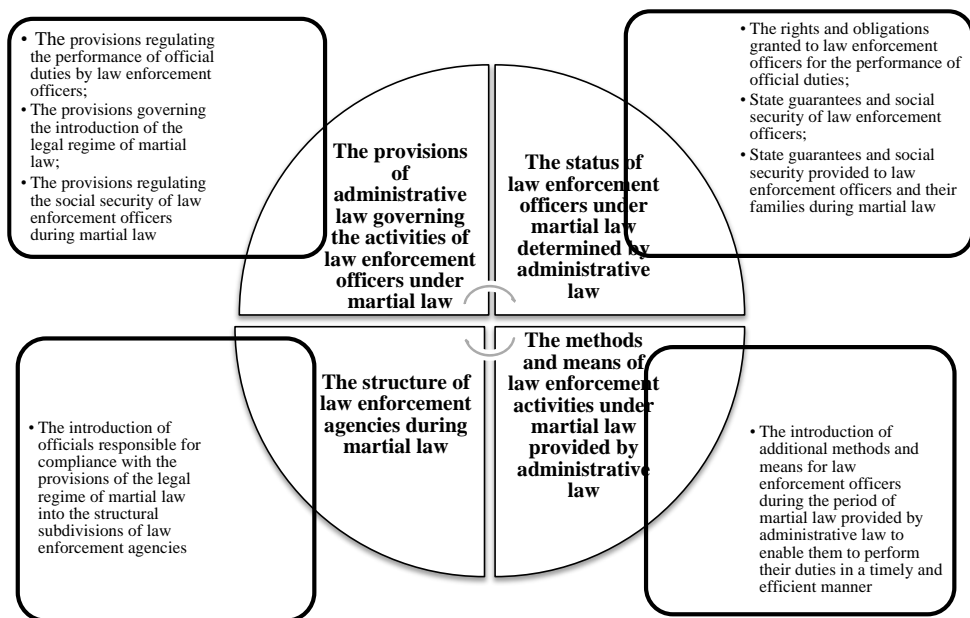 • The provisions regulating
the performance of official
duties by law enforcement
officers;
• The provisions governing
the introduction of the
legal regime of martial
law;
• The provisions regulating
the social security of law
enforcement officers
during martial law
• The rights and obligations
granted to law enforcement
officers for the performance of
official duties;
• State guarantees and social
security of law enforcement
officers;
• State guarantees and social
security provided to law
enforcement officers and their
families during martial law
The provisions
of
administrative
law governing
the activities of
law enforcement
officers under
martial law
The status of
law enforcement
officers under
martial law
determined by
administrative
law
The structure of
law enforcement
agencies during
martial law
The methods
and means of
law enforcement
activities under
martial law
provided by
administrative
law
• The introduction of
officials responsible for
compliance with the
provisions of the legal
regime of martial law
into the structural
subdivisions of law
enforcement agencies
• The introduction of
additional methods and
means for law
enforcement officers
during the period of
martial law provided by
administrative law to
enable them to perform
their duties in a timely and
efficient manner